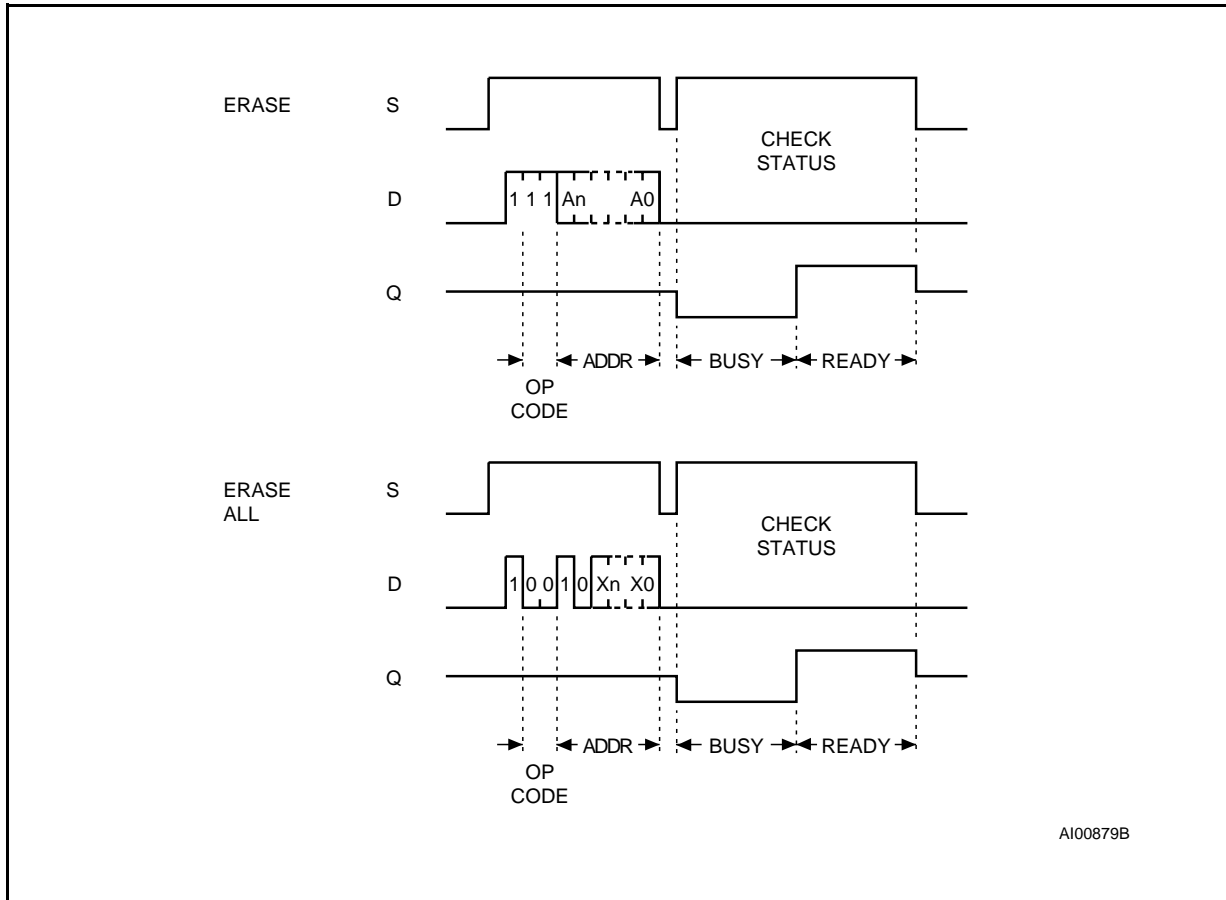 ERASE S
CHECK
STATUS
D 1 1 1 An A0
Q
ADDR BUSY READY
OP
CODE
ERASE
ALL S
CHECK
STATUS
D 1 0 0 1 0 Xn X0
Q
ADDR BUSY READY
OP
CODE
AI00879B